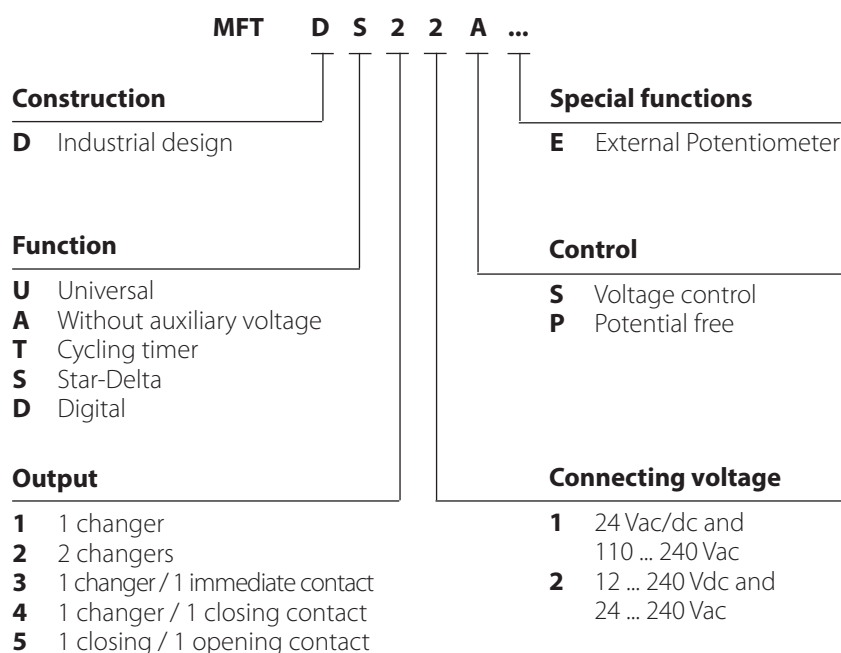 MFT D S 2 2 A ...
Construction
D Industrial design
Function
U Universal
A Without auxiliary voltage
T Cycling timer
S Star-Delta
D Digital
Output
1 1 changer
2 2 changers
3 1 changer / 1 immediate contact
4 1 changer / 1 closing contact
5 1 closing / 1 opening contact
Special functions
E External Potentiometer
Control
S Voltage control
P Potential free
Connecting voltage
1 24 Vac/dc and
110 ... 240 Vac
2 12 ... 240 Vdc and
24 ... 240 Vac